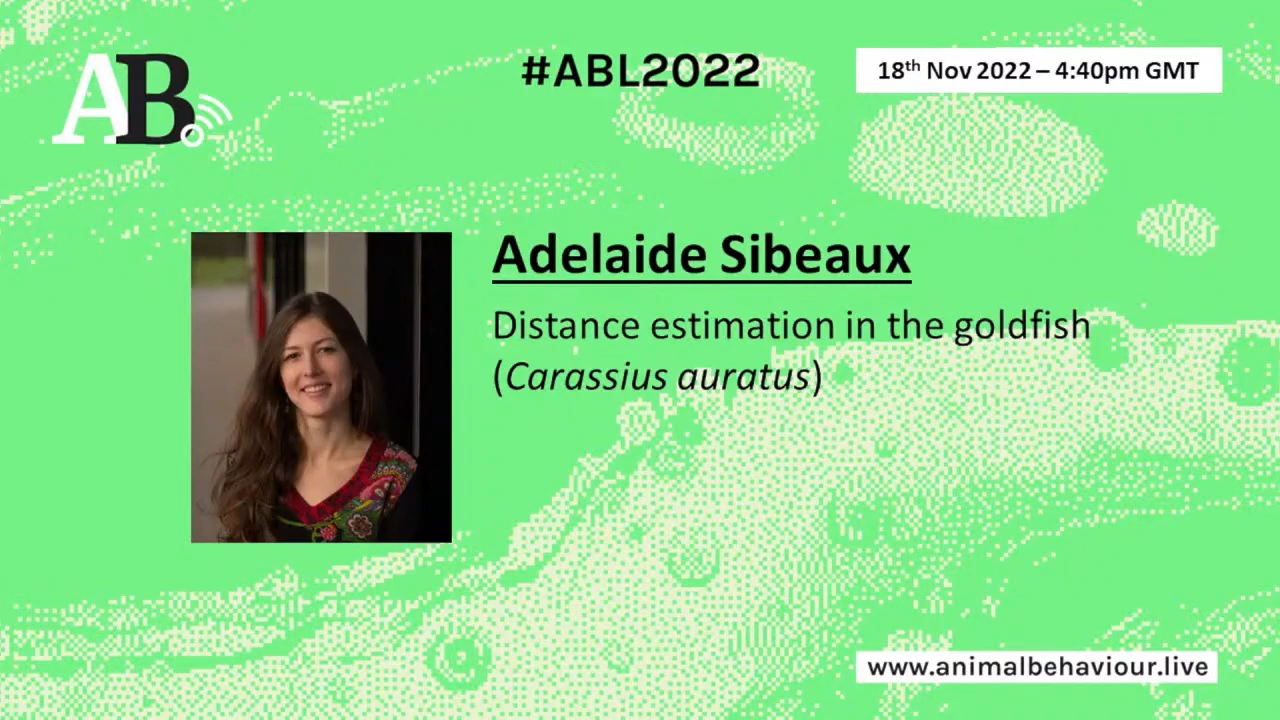 AB
#ABL2022
18th Nov 2022 – 4:40pm GMT
Adelaide Sibeaux
Distance estimation in the goldfish
(Carassius auratus)
www.animalbehaviour.live